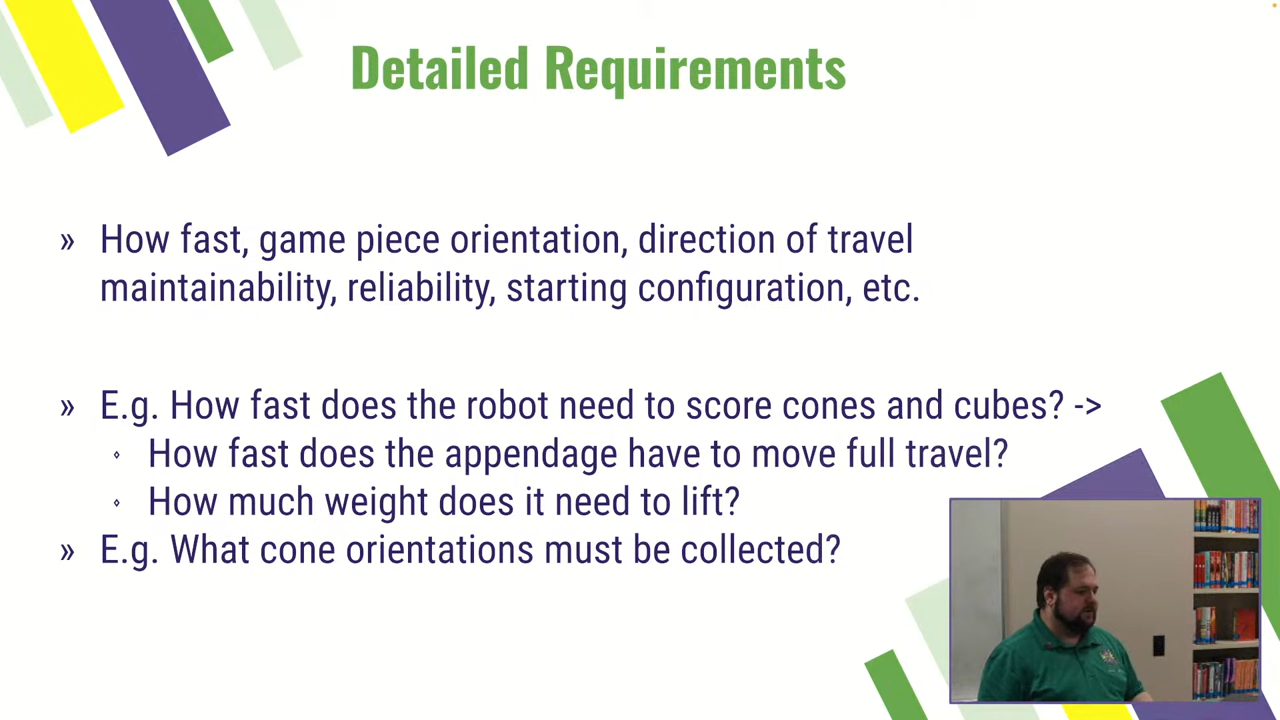 Detailed Requirements
» How fast, game piece orientation, direction of travel
maintainability, reliability, starting configuration, etc.
» E.g. How fast does the robot need to score cones and cubes? ->
How fast does the appendage have to move full travel?
How much weight does it need to lift?
» E.g. What cone orientations must be collected?